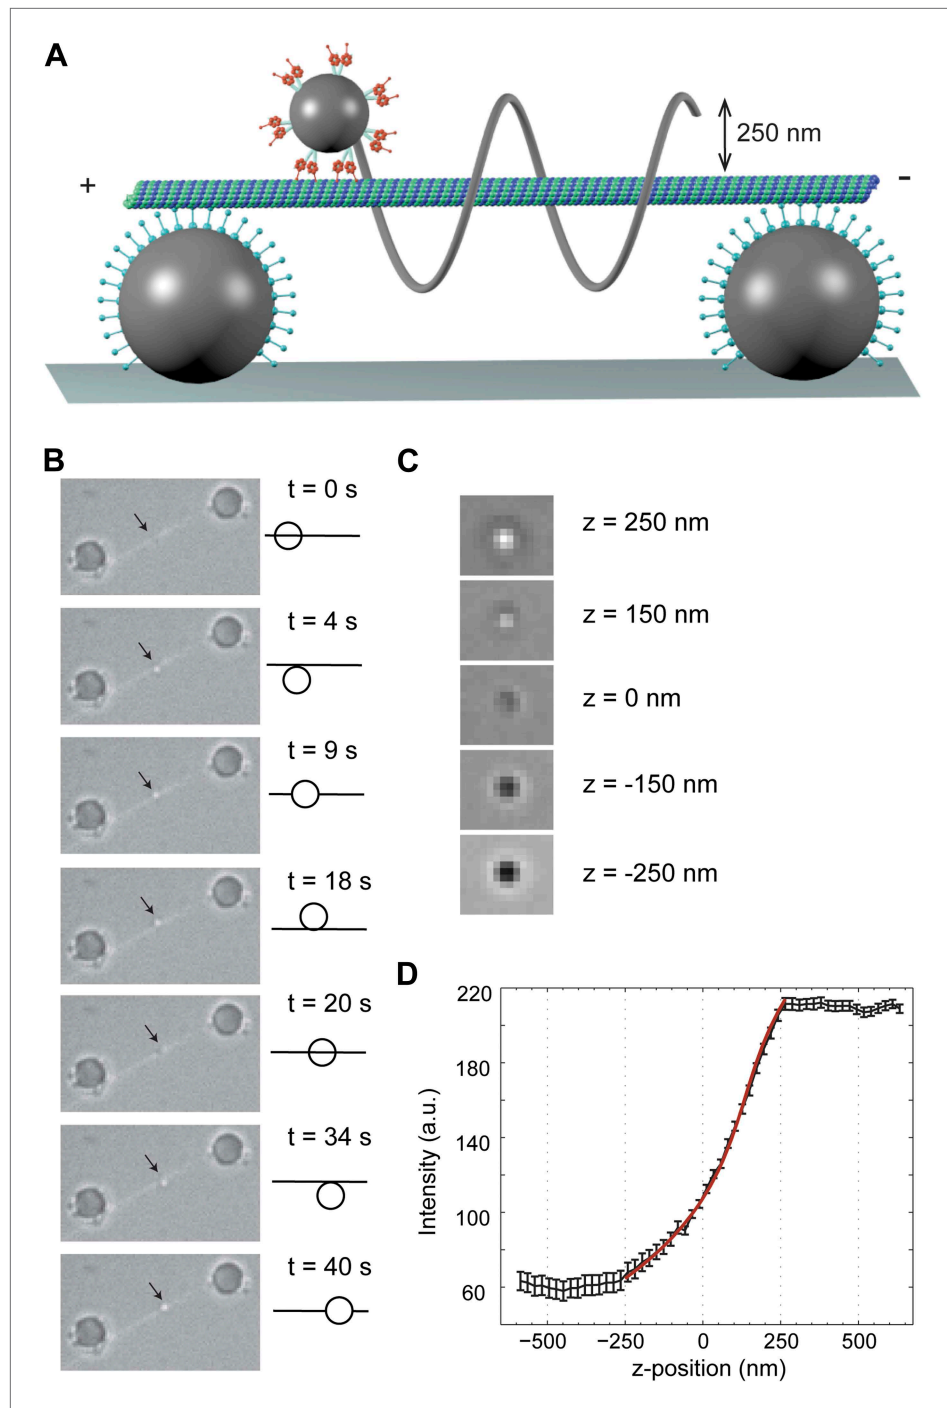 A
250 nm
+
-
B
t = 0 s
t = 4 s
t = 9 s
t = 18 s
t = 20 s
t = 34 s
t = 40 s
C
z = 250 nm
z = 150 nm
z = 0 nm
z = -150 nm
z = -250 nm
D
220
180
140
100
60
Intensity (a.u.)
−500 −250 0 250 500
z-position (nm)